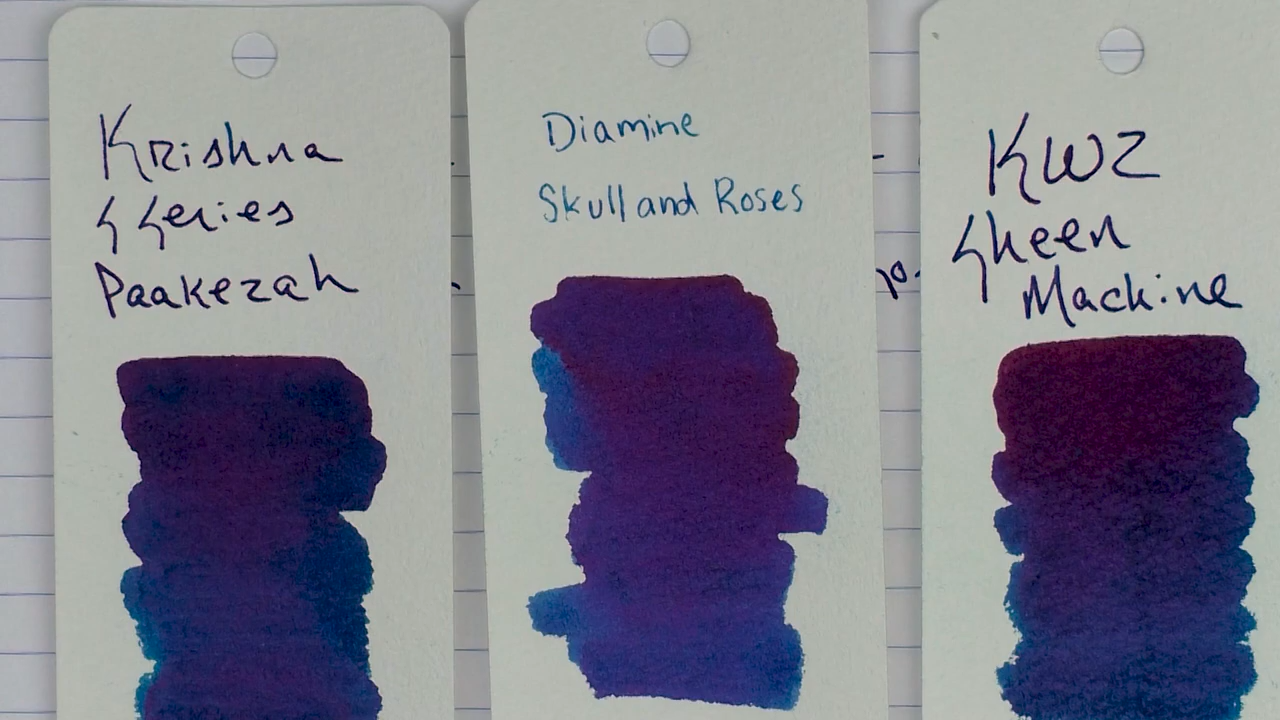 Krishna
S Series
Paakezah
Diamine
Skull and Roses
KWZ
Sheen
Machine